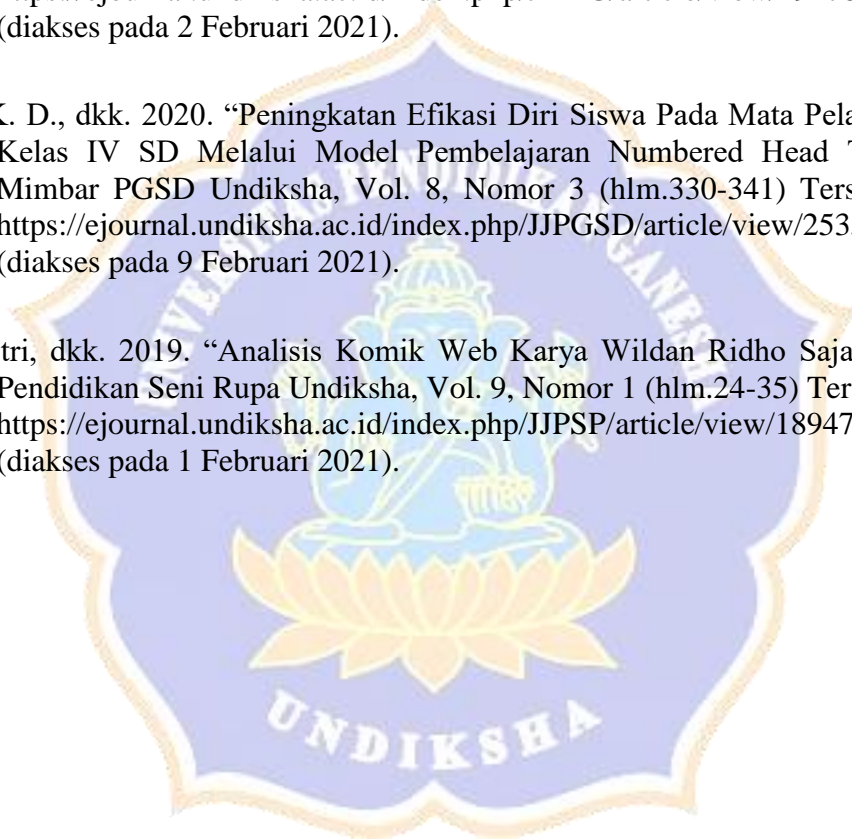 (diakses pada 2 Februari 2021).
K. D., dkk. 2020. “Peningkatan Efikasi Diri Siswa Pada Mata
Kelas IV SD Melalui Model Pembelajaran Numbered Head
Mimbar PGSD Undiksha, Vol. 8, Nomor 3 (hlm.330-341)
https://ejournal.undiksha.ac.id/index.php/JJPGSD/article/view/253
(diakses pada 9 Februari 2021).
tri, dkk. 2019. “Analisis Komik Web Karya Wildan Ridho
Pendidikan Seni Rupa Undiksha, Vol. 9, Nomor 1 (hlm.24-35)
https://ejournal.undiksha.ac.id/index.php/JJPSP/article/view/18947
(diakses pada 1 Februari 2021).
UNIVERSITAS PENDIDIKAN GANESHA
UNDIKSHA